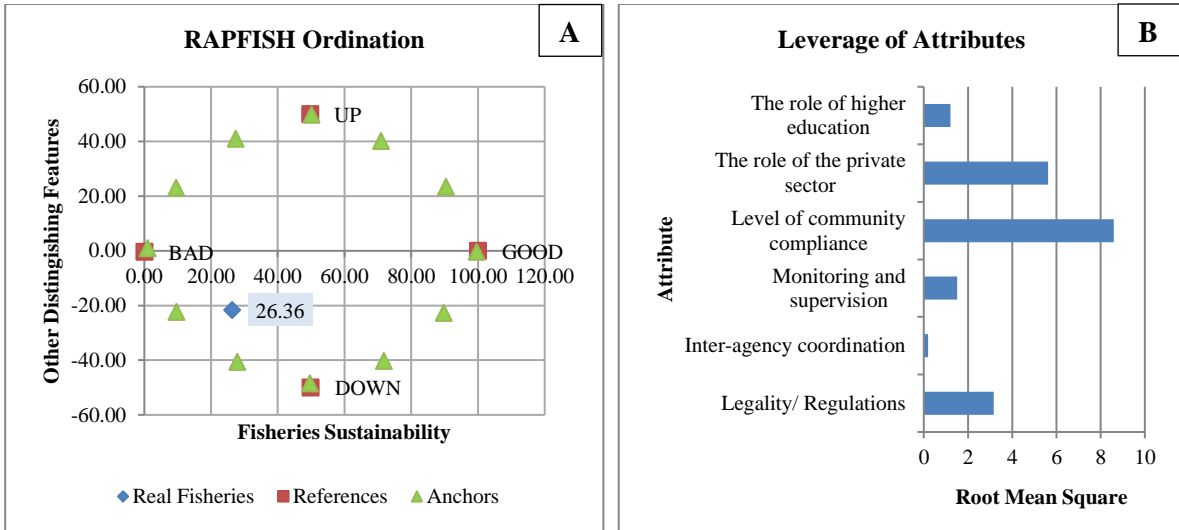 RAPFISH Ordination
A
60.00
40.00
20.00
0.00
-20.00
-40.00
-60.00
Other Distingishing Features
UP
BAD
GOOD
DOWN
26.36
0.00 20.00 40.00 60.00 80.00 100.00 120.00
Fisheries Sustainability
Real Fisheries References Anchors
Leverage of Attributes
B
Attribute
The role of higher
education
The role of the private
sector
Level of community
compliance
Monitoring and
supervision
Inter-agency coordination
Legality/ Regulations
0 2 4 6 8 10
Root Mean Square